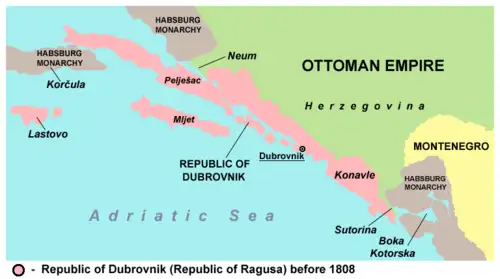 HABSBURG
MONARCHY
Neum
HABSBURG
MONARCHY
OTTOMAN EMPIRE
Korčula
Pelješac
Herzegovina
Mljet
Lastovo
MONTENEGRO
REPUBLIC OF
DUBROVNIK
Dubrovnik
Konavle
HABSBURG
MONARCHY
Adriatic Sea
Sutorina
Boka
Kotorska
- Republic of Dubrovnik (Republic of Ragusa) before 1808